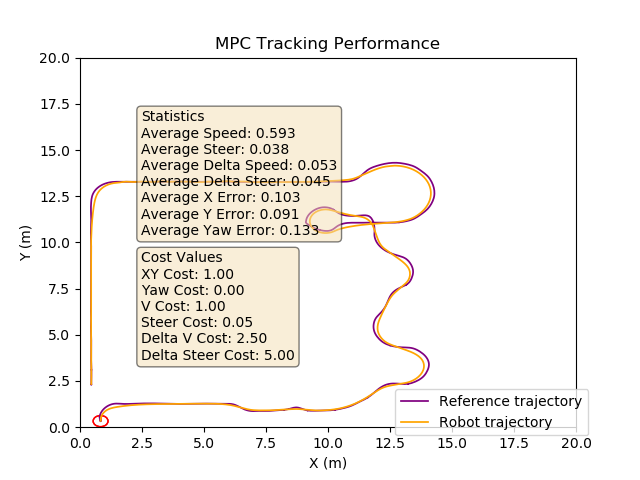 MPC Tracking Performance
20.0
17.5
15.0
12.5
10.0
7.5
5.0
2.5
0.0
Y (m)
Statistics
Average Speed: 0.593
Average Steer: 0.038
Average Delta Speed: 0.053
Average Delta Steer: 0.045
Average X Error: 0.103
Average Y Error: 0.091
Average Yaw Error: 0.133
Cost Values
XY Cost: 1.00
Yaw Cost: 0.00
V Cost: 1.00
Steer Cost: 0.05
Delta V Cost: 2.50
Delta Steer Cost: 5.00
Reference trajectory
Robot trajectory
0.0 2.5 5.0 7.5 10.0 12.5 15.0 17.5 20.0
X (m)